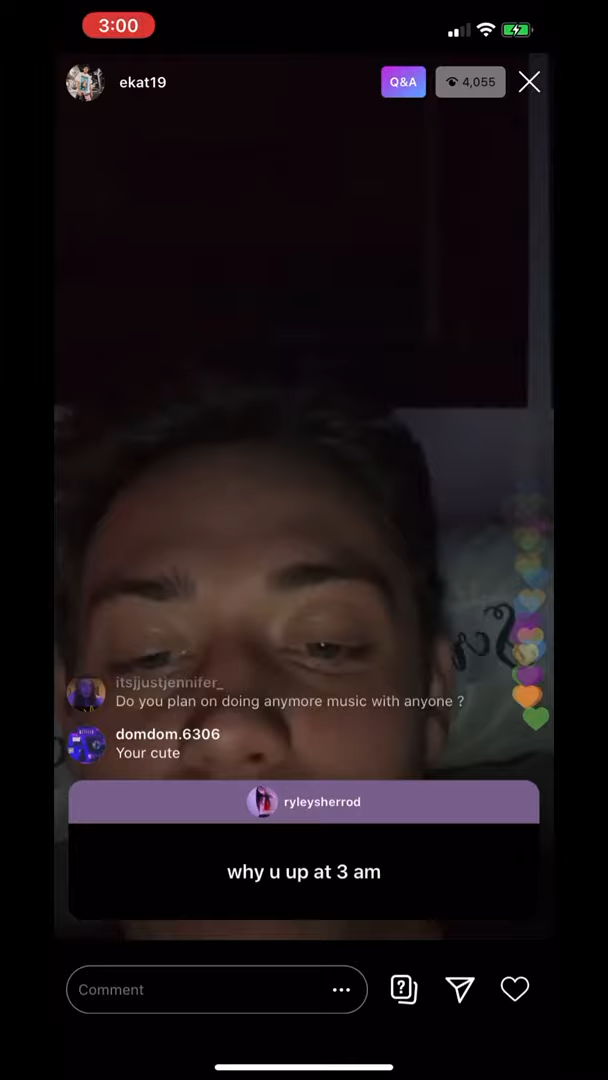 3:00
ekat19
Q&A
4,055
itsjjustjennifer_
Do you plan on doing anymore music with anyone ?
domdom.6306
Your cute
ryleysherrod
why u up at 3 am
Comment